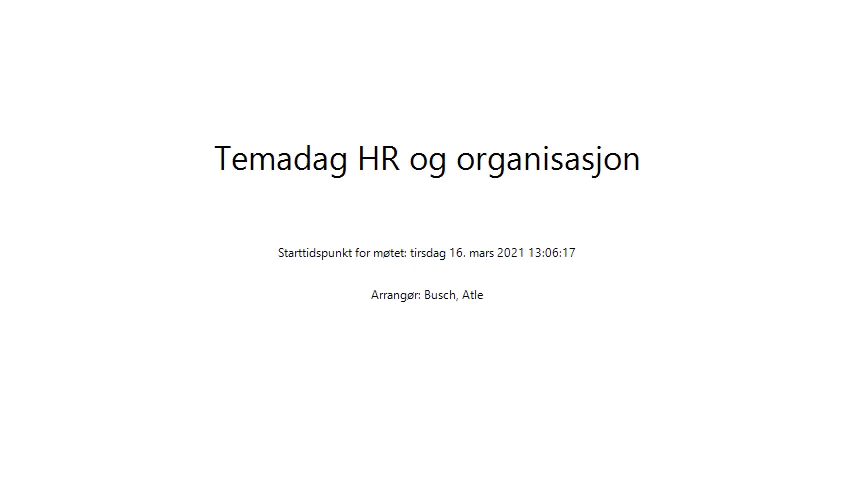 Temadag HR og organisasjon
Starttidspunkt for møtet: tirsdag 16. mars 2021 13:06:17
Arrangør: Busch, Atle